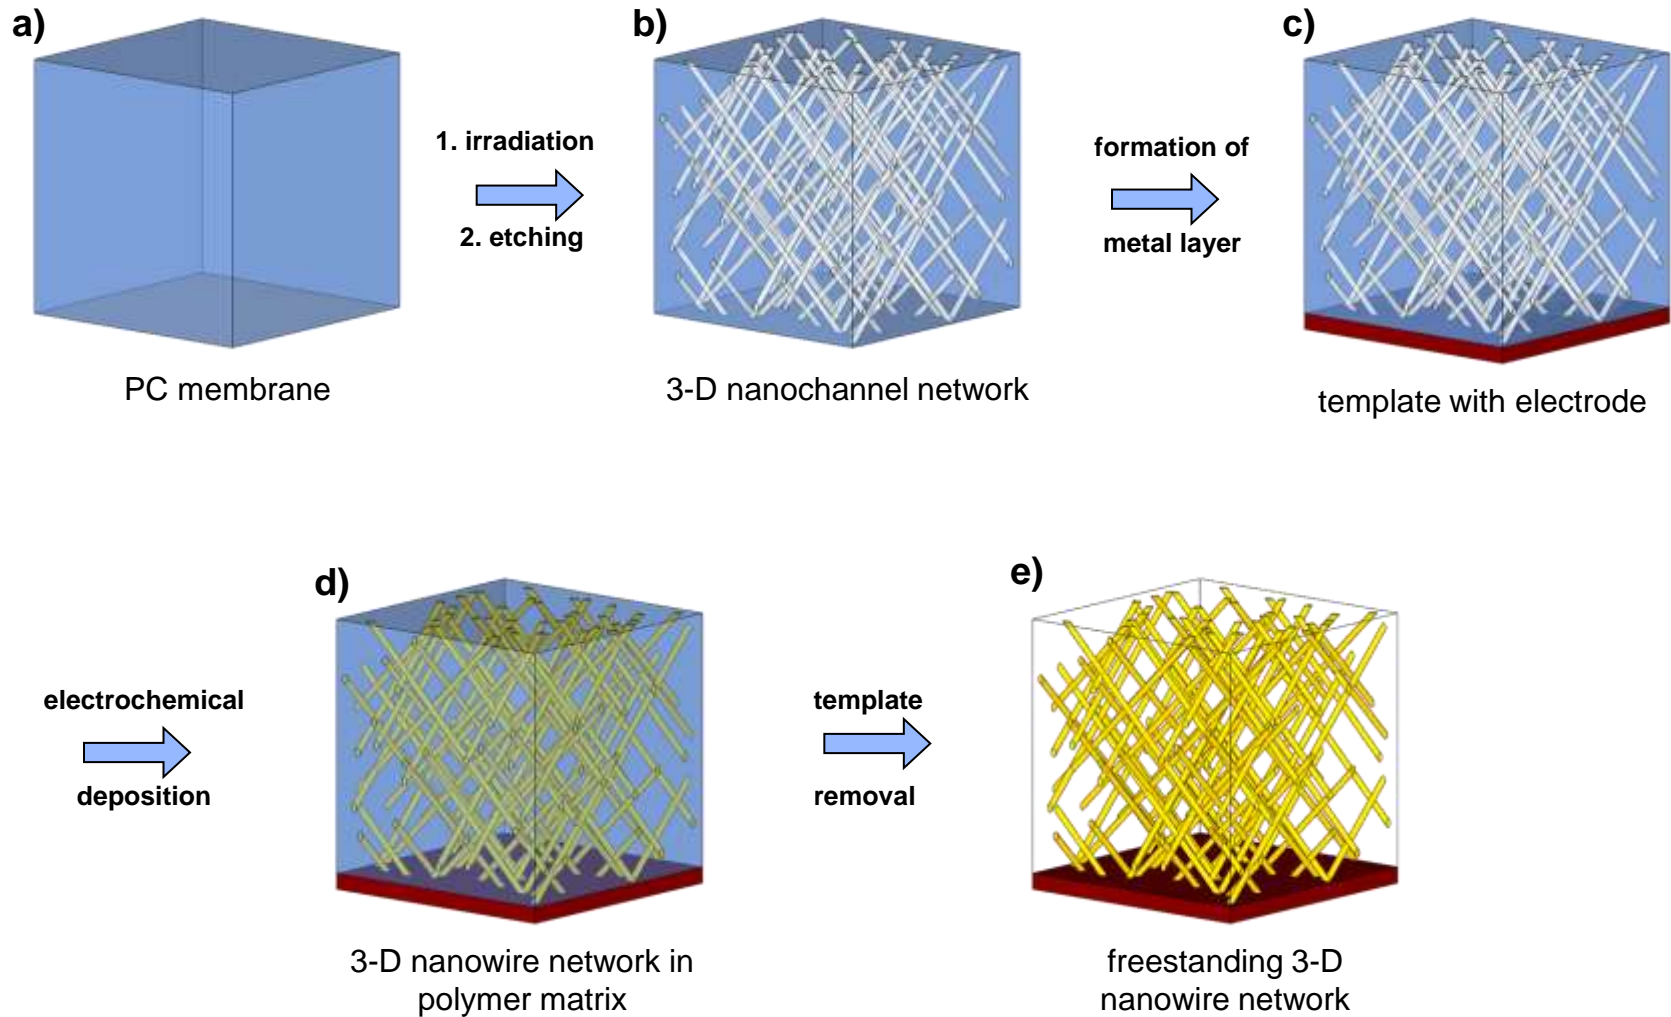 a)
b)
c)
1. irradiation
2. etching
formation of
metal layer
PC membrane
3-D nanochannel network
template with electrode
d)
e)
electrochemical
deposition
template
removal
3-D nanowire network in
polymer matrix
freestanding 3-D
nanowire network